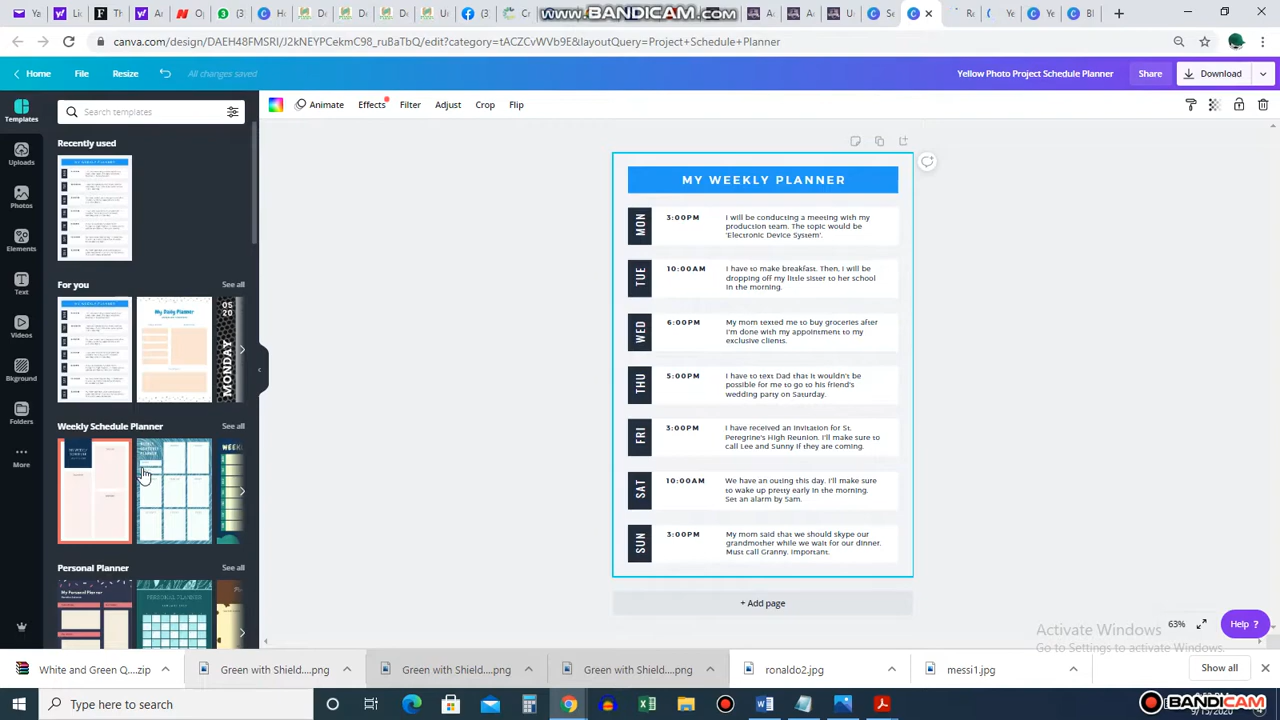 www.BANDICAM.com
canva.com/design/DAEH48FMSRI/J2kNEYPCekmC98_ruBsTbQ/edit?category=tACZCvIVb9E&layoutQuery=Project+Schedule+Planner
Home File Resize All changes saved Yellow Photo Project Schedule Planner Share Download
Templates Search templates Animate Effects Filter Adjust Crop Flip
Recently used
Uploads
Photos
Elements
Text
Videos
Folders
More
For you See all
My Daily Planner
05
20
MONDAY
Weekly Schedule Planner See all
Personal Planner See all
My Personal Planner
PERSONAL PLANNER
MY WEEKLY PLANNER
MON 3:00PM I will be conducting a meeting with my
production team. The topic would be
'Electronic Device System'.
TUE 10:00AM I have to make breakfast. Then, I will be
dropping off my little sister to her school
in the morning.
WED 6:00PM My mom texted me to buy groceries after
I'm done with my appointment to my
exclusive clients.
THU 5:00PM I have to text Dad that it wouldn't be
possible for me to go to his friend's
wedding party on Saturday.
FRI 3:00PM I have received an invitation for St.
Peregrine's High Reunion. I'll make sure to
call Lee and Sunny if they are coming.
SAT 10:00AM We have an outing this day. I'll make sure
to wake up pretty early in the morning.
Set an alarm by 5am.
SUN 3:00PM My mom said that we should skype our
grandmother while we wait for our dinner.
Must call Granny. Important.
+ Add page
63% Help ?
Activate Windows
Go to Settings to activate Windows.
White and Green Q....zip Green with Shield....png Green with Shield....png ronaldo2.jpg messi1.jpg Show all
Type here to search
9/15/2020
BANDICAM